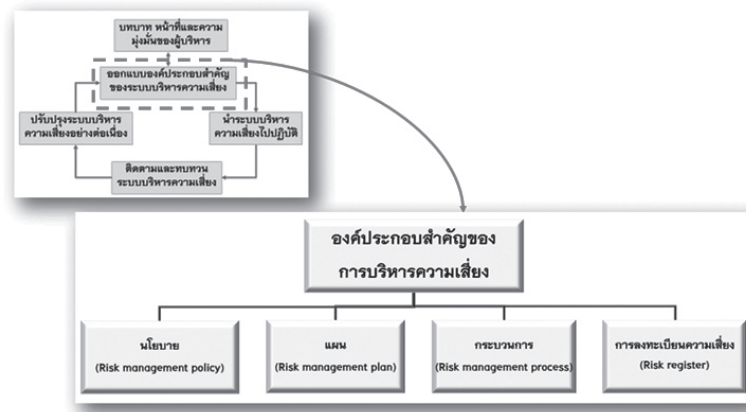 บทบาท หน้าที่และความ
มุ่งมั่นของผู้บริหาร
ออกแบบองค์ประกอบสำคัญ
ของระบบบริหารความเสี่ยง
ปรับปรุงระบบบริหาร
ความเสี่ยงอย่างต่อเนื่อง
นำระบบบริหาร
ความเสี่ยงไปปฏิบัติ
ติดตามและทบทวน
ระบบบริหารความเสี่ยง
องค์ประกอบสำคัญของ
การบริหารความเสี่ยง
นโยบาย
(Risk management policy)
แผน
(Risk management plan)
กระบวนการ
(Risk management process)
การลงทะเบียนความเสี่ยง
(Risk register)